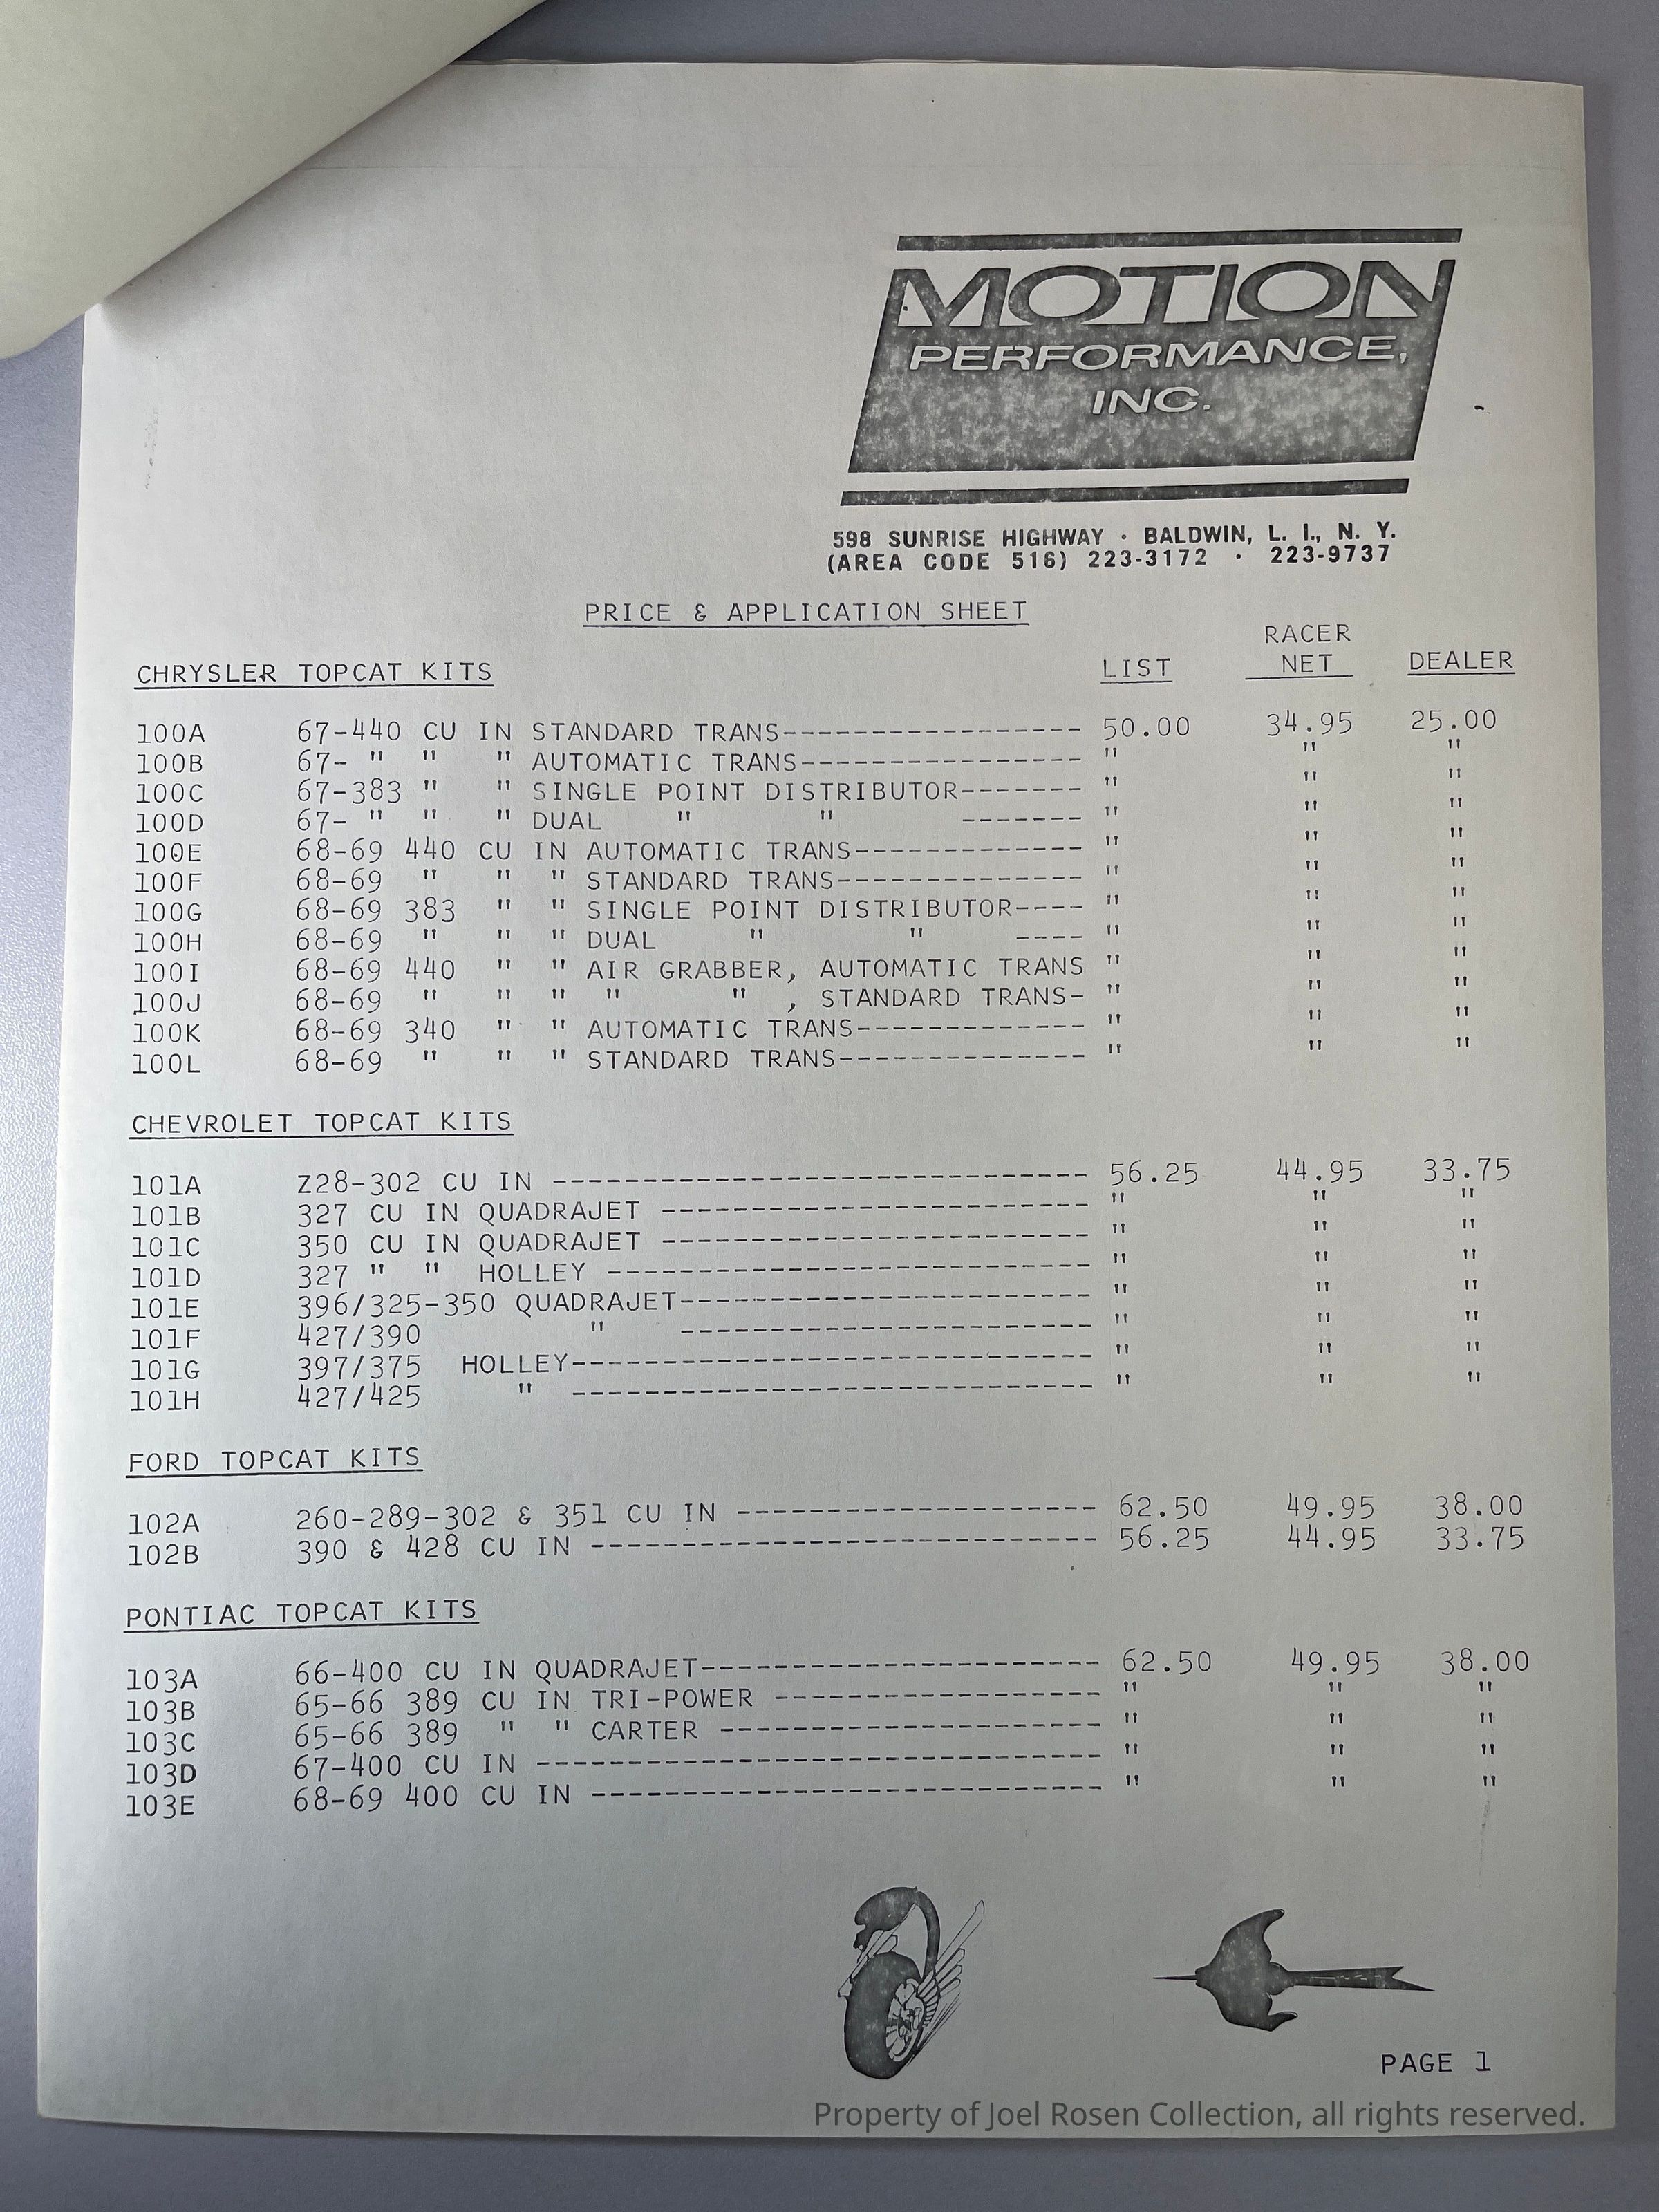 MOTION
PERFORMANCE,
INC.
598 SUNRISE HIGHWAY · BALDWIN, L. I., N. Y.
(AREA CODE 516) 223-3172 · 223-9737
PRICE & APPLICATION SHEET
CHRYSLER TOPCAT KITS LIST RACER NET DEALER
100A 67-440 CU IN STANDARD TRANS----------------- 50.00 34.95 25.00
100B 67- " " " AUTOMATIC TRANS---------------- " " "
100C 67-383 " " SINGLE POINT DISTRIBUTOR------- " " "
100D 67- " " " DUAL " " ------- " " "
100E 68-69 440 CU IN AUTOMATIC TRANS------------- " " "
100F 68-69 " " " STANDARD TRANS-------------- " " "
100G 68-69 383 " " SINGLE POINT DISTRIBUTOR---- " " "
100H 68-69 " " " DUAL " " ---- " " "
100I 68-69 440 " " AIR GRABBER, AUTOMATIC TRANS " " "
100J 68-69 " " " " " , STANDARD TRANS- " " "
100K 68-69 340 " " AUTOMATIC TRANS------------- " " "
100L 68-69 " " " STANDARD TRANS-------------- " " "
CHEVROLET TOPCAT KITS
101A Z28-302 CU IN ------------------------------ 56.25 44.95 33.75
101B 327 CU IN QUADRAJET ------------------------ " " "
101C 350 CU IN QUADRAJET ------------------------ " " "
101D 327 " " HOLLEY --------------------------- " " "
101E 396/325-350 QUADRAJET----------------------- " " "
101F 427/390 " ----------------------- " " "
101G 397/375 HOLLEY----------------------------- " " "
101H 427/425 " ----------------------------- " " "
FORD TOPCAT KITS
102A 260-289-302 & 351 CU IN -------------------- 62.50 49.95 38.00
102B 390 & 428 CU IN ---------------------------- 56.25 44.95 33.75
PONTIAC TOPCAT KITS
103A 66-400 CU IN QUADRAJET---------------------- 62.50 49.95 38.00
103B 65-66 389 CU IN TRI-POWER ------------------ " " "
103C 65-66 389 " " CARTER --------------------- " " "
103D 67-400 CU IN ------------------------------- " " "
103E 68-69 400 CU IN ---------------------------- " " "
PAGE 1
Property of Joel Rosen Collection, all rights reserved.